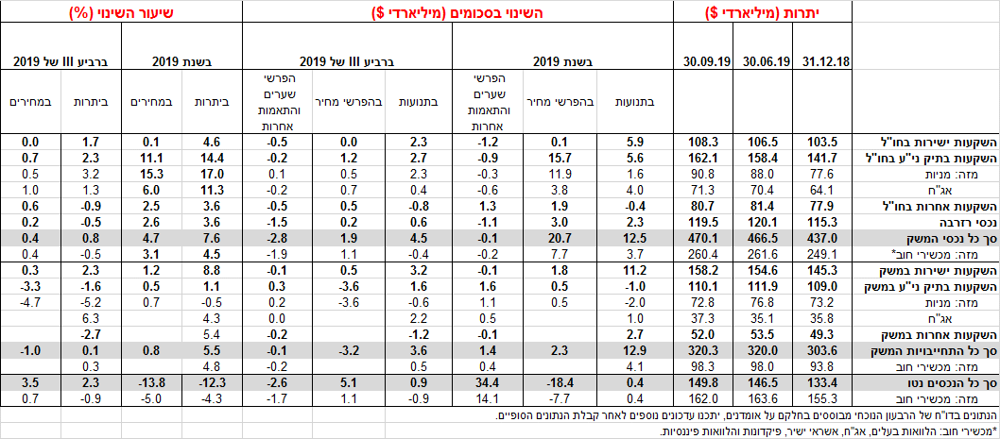 יתרות (מיליארדי $) השינוי בסכומים (מיליארדי $) שיעור השינוי (%)
31.12.18 30.06.19 30.09.19 בשנת 2019 ברביע III של 2019 בשנת 2019 ברביע III של 2019
בתנועות בהפרשי מחיר הפרשי שערים והתאמות אחרות בתנועות בהפרשי מחיר הפרשי שערים והתאמות אחרות ביתרות במחירים ביתרות במחירים
השקעות ישירות בחו"ל 103.5 106.5 108.3 5.9 0.1 -1.2 2.3 0.0 -0.5 4.6 0.1 1.7 0.0
השקעות בתיק ני"ע בחו"ל 141.7 158.4 162.1 5.6 15.7 -0.9 2.7 1.2 -0.2 14.4 11.1 2.3 0.7
מזה: מניות 77.6 88.0 90.8 1.6 11.9 -0.3 2.3 0.5 0.1 17.0 15.3 3.2 0.5
אג"ח 64.1 70.4 71.3 4.0 3.8 -0.6 0.4 0.7 -0.2 11.3 6.0 1.3 1.0
השקעות אחרות בחו"ל 77.9 81.4 80.7 -0.4 1.9 1.3 -0.8 0.5 -0.5 3.6 2.5 -0.9 0.6
נכסי רזרבה 115.3 120.1 119.5 2.3 3.0 -1.1 0.6 0.2 -1.5 3.6 2.6 -0.5 0.2
סך כל נכסי המשק 437.0 466.5 470.1 12.5 20.7 -0.1 4.5 1.9 -2.8 7.6 4.7 0.8 0.4
מזה: מכשירי חוב* 249.1 261.6 260.4 3.7 7.7 -0.2 -0.4 1.1 -1.9 4.5 3.1 -0.5 0.4
השקעות ישירות במשק 145.3 154.6 158.2 11.2 1.8 -0.1 3.2 0.5 -0.1 8.8 1.2 2.3 0.3
השקעות בתיק ני"ע במשק 109.0 111.9 110.1 -1.0 0.5 1.6 1.6 -3.6 0.3 1.1 0.5 -1.6 -3.3
מזה: מניות 73.2 76.8 72.8 -2.0 0.5 1.1 -0.6 -3.6 0.2 -0.5 0.7 -5.2 -4.7
אג"ח 35.8 35.1 37.3 1.0 0.5 2.2 0.0 4.3 6.3
השקעות אחרות במשק 49.3 53.5 52.0 2.7 -0.1 -1.2 -0.2 5.4 -2.7
סך כל התחייבויות המשק 303.6 320.0 320.3 12.9 2.3 1.4 3.6 -3.2 -0.1 5.5 0.8 0.1 -1.0
מזה: מכשירי חוב 93.8 98.0 98.3 4.1 0.4 0.5 -0.2 4.8 0.3
סך כל הנכסים נטו 133.4 146.5 149.8 0.4 -18.4 34.4 0.9 5.1 -2.6 -12.3 -13.8 2.3 3.5
מזה: מכשירי חוב 155.3 163.6 162.0 0.4 -7.7 14.1 -0.9 1.1 -1.7 -4.3 -5.0 -0.9 0.7
הנתונים בדו"ח של הרבעון הנוכחי מבוססים בחלקם על אומדנים, יתכנו עדכונים נוספים לאחר קבלת הנתונים הסופיים.
*מכשירי חוב: הלוואות בעלים, אג"ח, אשראי ישיר, פיקדונות והלוואות פיננסיות.